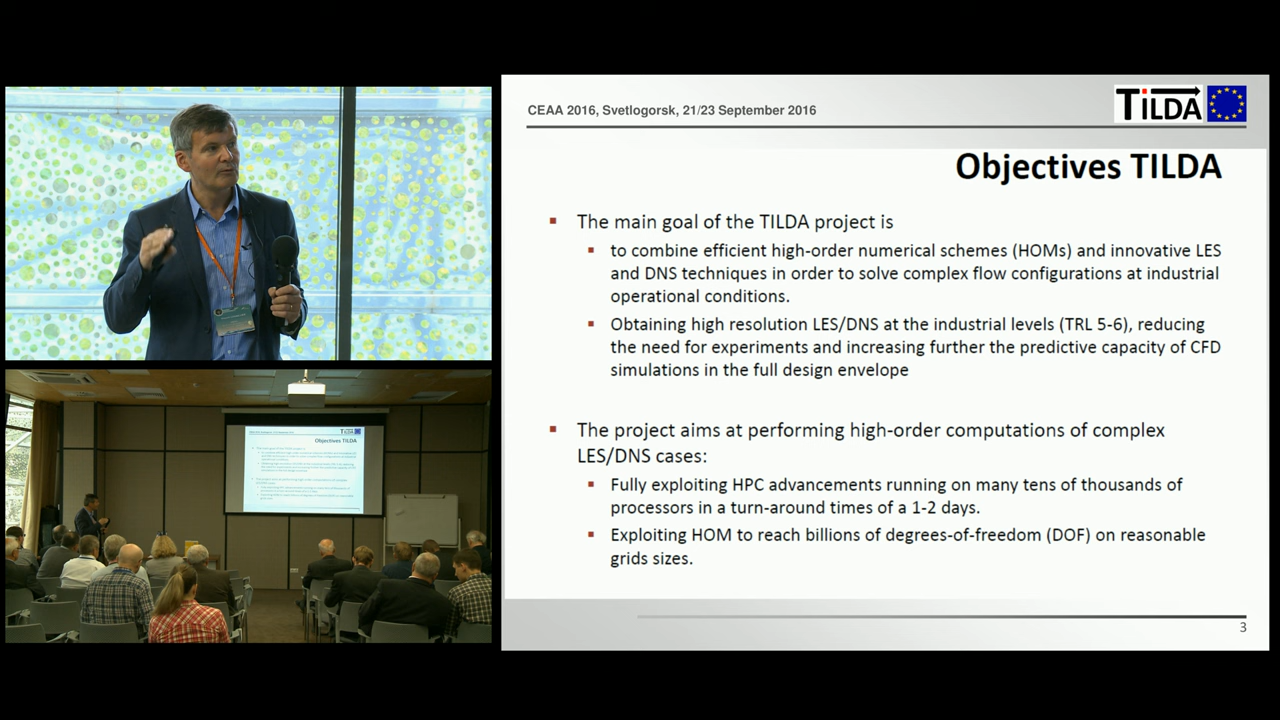 CEAA 2016, Svetlogorsk, 21/23 September 2016
TILDA
Objectives TILDA
▪ The main goal of the TILDA project is
▪ to combine efficient high-order numerical schemes (HOMs) and innovative LES
and DNS techniques in order to solve complex flow configurations at industrial
operational conditions.
▪ Obtaining high resolution LES/DNS at the industrial levels (TRL 5-6), reducing
the need for experiments and increasing further the predictive capacity of CFD
simulations in the full design envelope
▪ The project aims at performing high-order computations of complex
LES/DNS cases:
▪ Fully exploiting HPC advancements running on many tens of thousands of
processors in a turn-around times of a 1-2 days.
▪ Exploiting HOM to reach billions of degrees-of-freedom (DOF) on reasonable
grids sizes.
3
Objectives TILDA